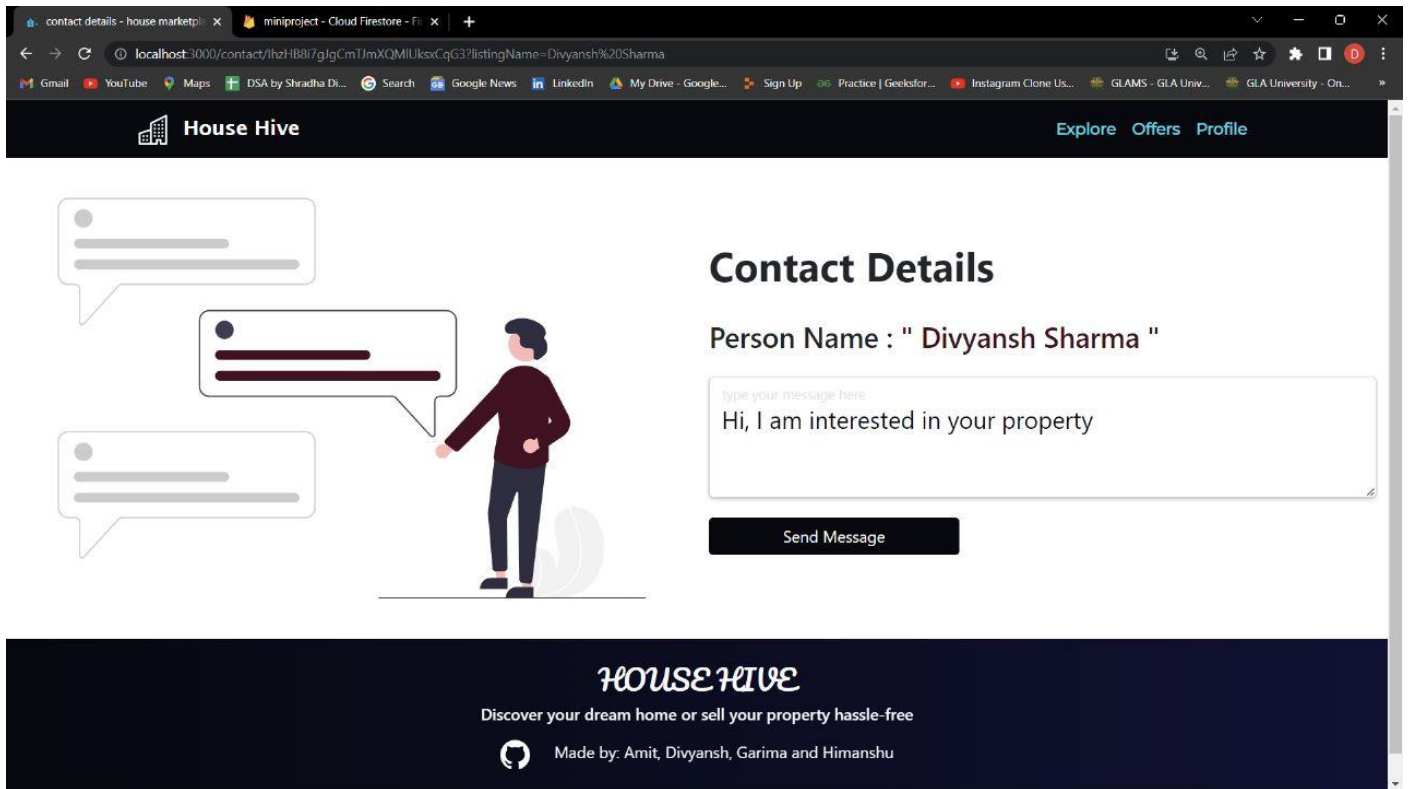 contact details - house marketpl
miniproject - Cloud Firestore - Fi
localhost:3000/contact/
Gmail YouTube Maps DSA by Shradha Di... Search Google News LinkedIn My Drive - Google... Sign Up Practice | Geeksfor... Instagram Clone Us... GLAMS - GLA Univ... GLA University - On... »
House Hive
Explore Offers Profile
Contact Details
Person Name : " Divyansh Sharma "
type your message here
Hi, I am interested in your property
Send Message
HOUSE HIVE
Discover your dream home or sell your property hassle-free
Made by: Amit, Divyansh, Garima and Himanshu